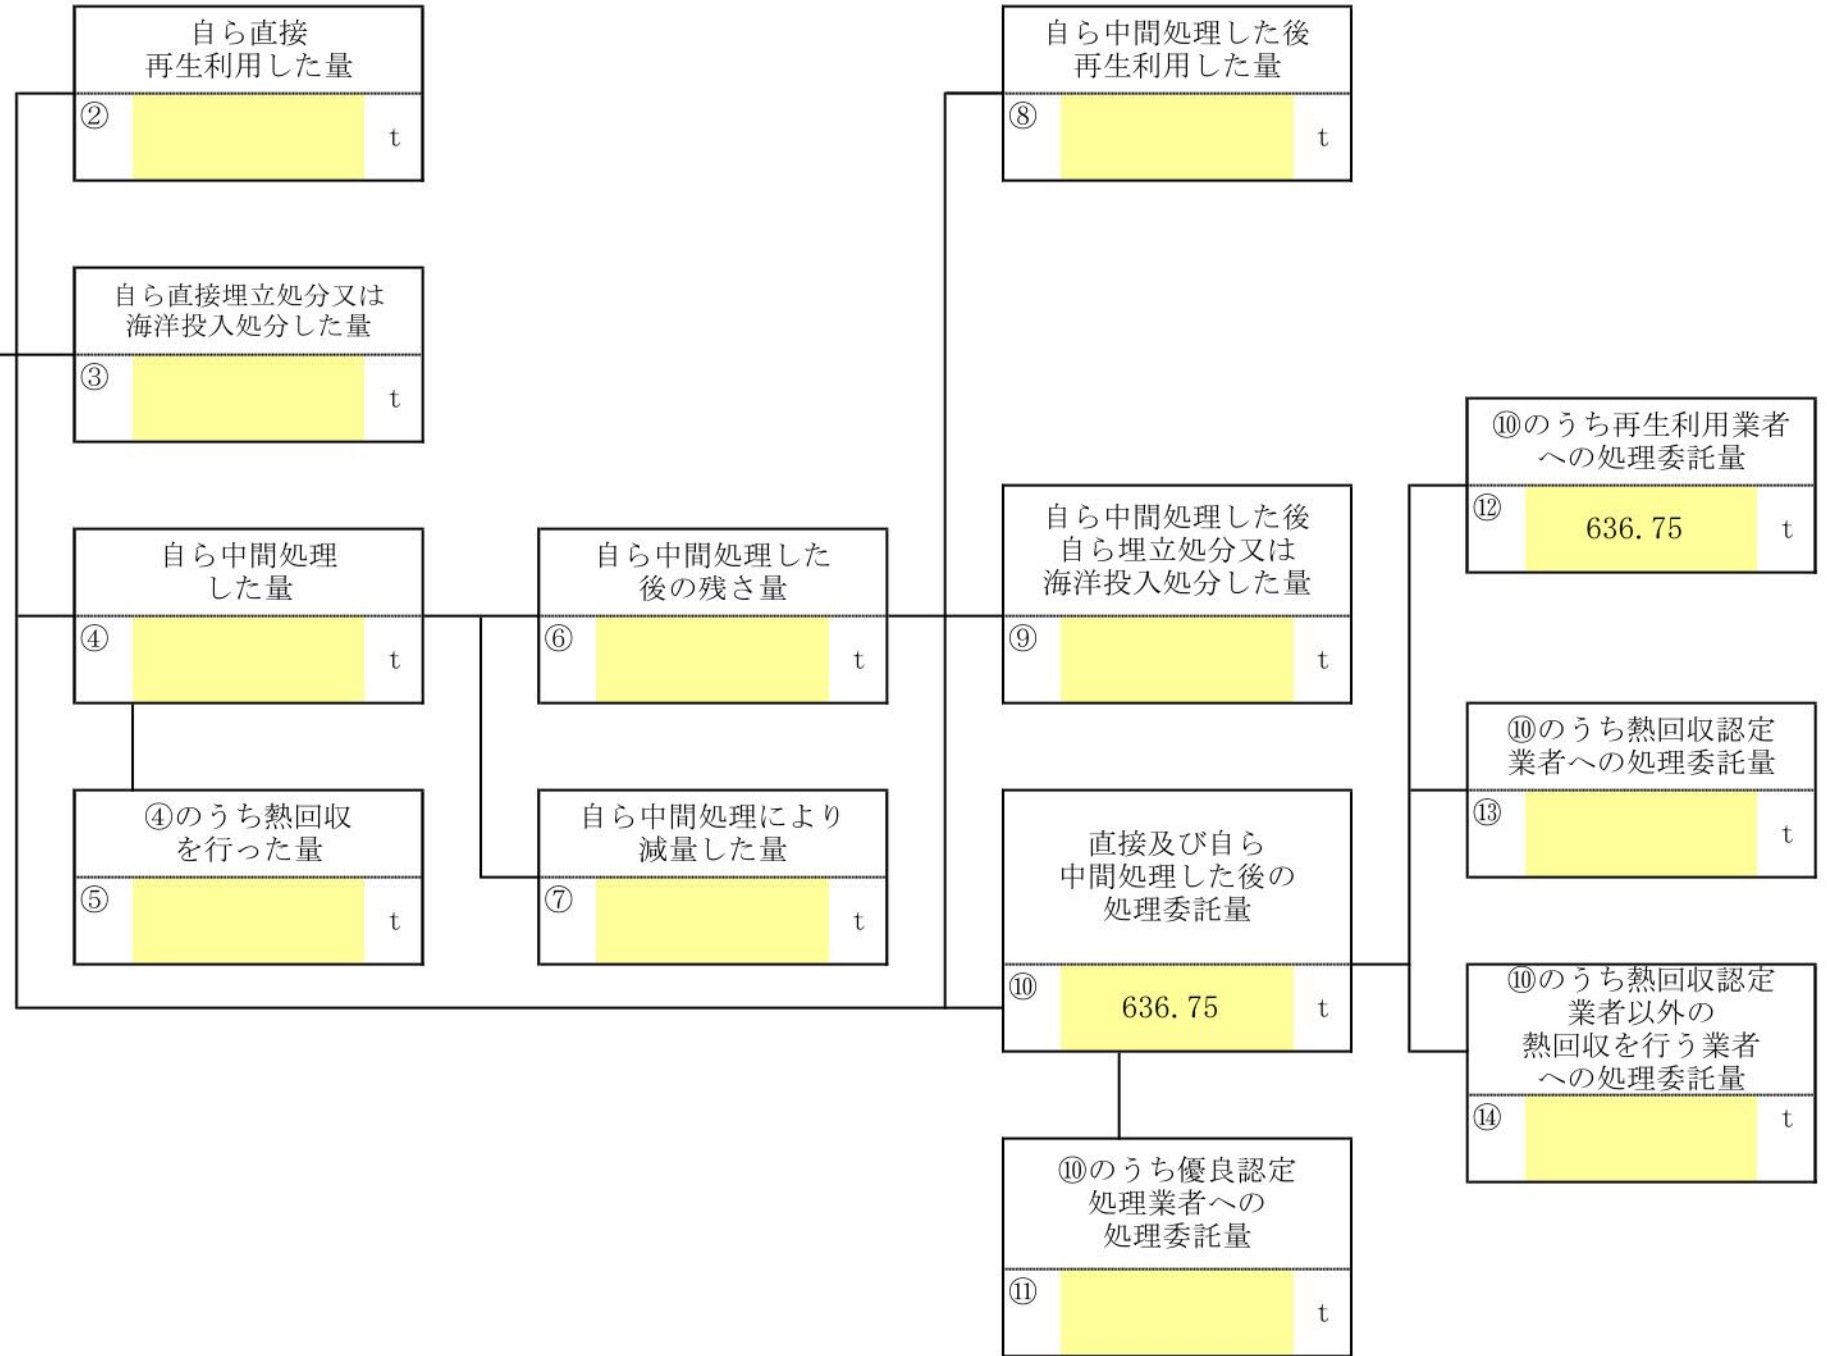 自ら直接
再生利用した量
②
t
自ら中間処理した後
再生利用した量
⑧
t
自ら直接埋立処分又は
海洋投入処分した量
③
t
⑩のうち再生利用業者
への処理委託量
⑫
636.75
t
自ら中間処理
した量
④
t
自ら中間処理した
後の残さ量
⑥
t
自ら中間処理した後
自ら埋立処分又は
海洋投入処分した量
⑨
t
⑩のうち熱回収認定
業者への処理委託量
⑬
t
④のうち熱回収
を行った量
⑤
t
自ら中間処理により
減量した量
⑦
t
直接及び自ら
中間処理した後の
処理委託量
⑩
636.75
t
⑩のうち熱回収認定
業者以外の
熱回収を行う業者
への処理委託量
⑭
t
⑩のうち優良認定
処理業者への
処理委託量
⑪
t